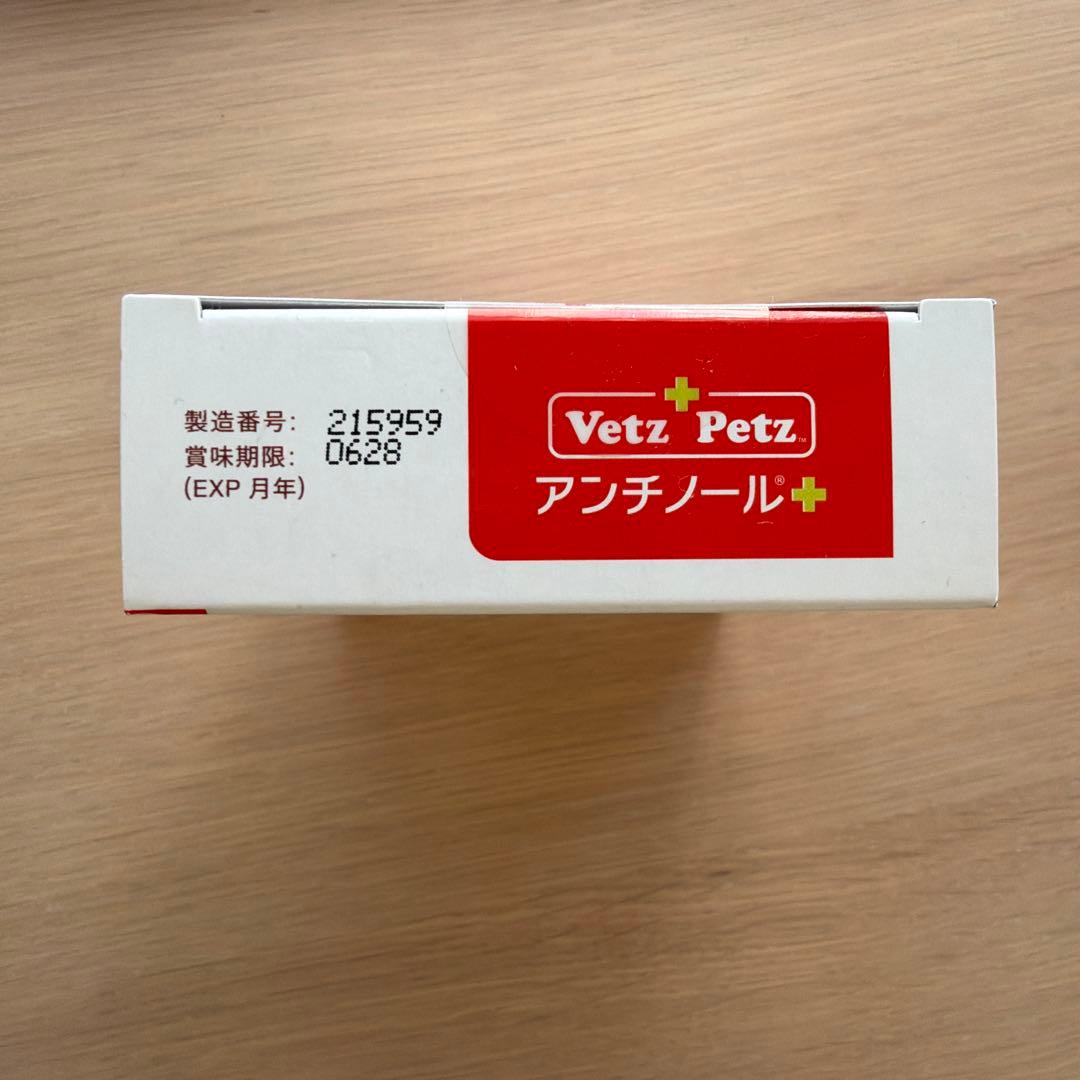 製造番号: 215959
賞味期限: 0628
(EXP 月年)
Vetz Petz™
アンチノール®+